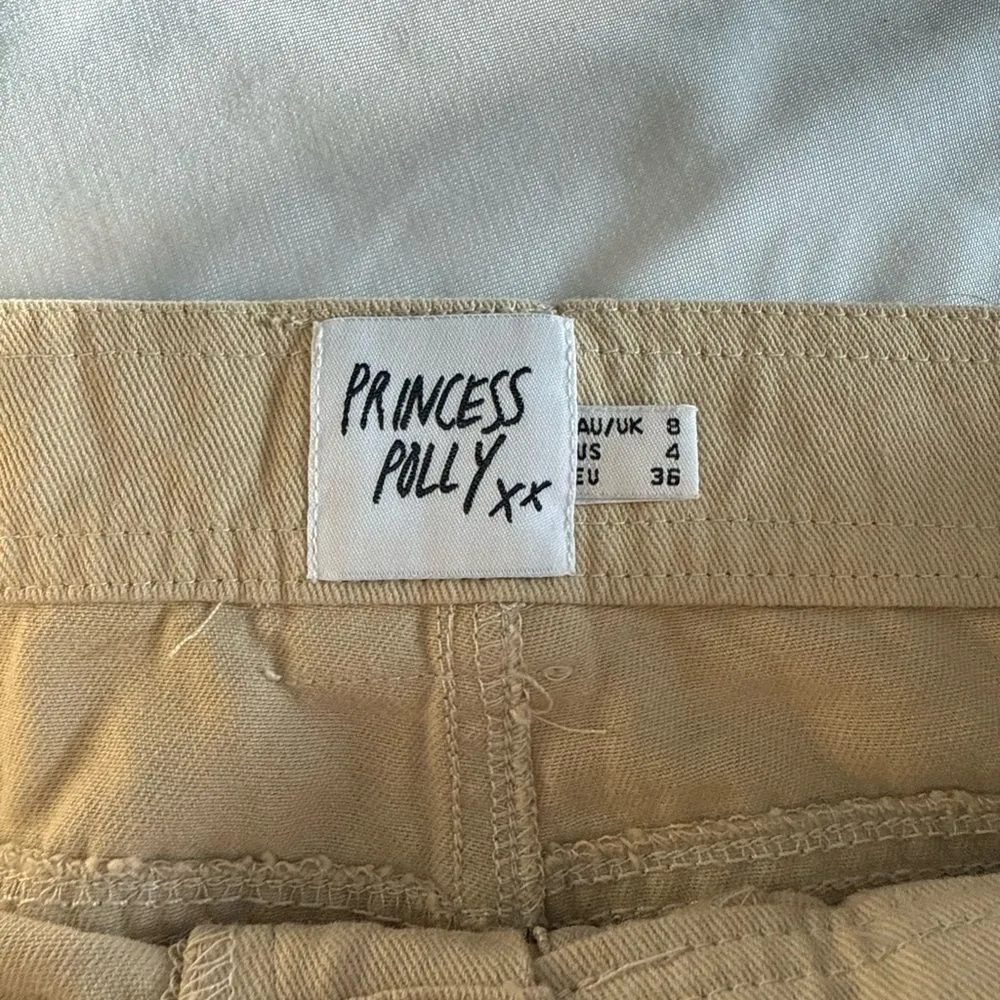 PRINCESS
POLLY xx
AU/UK 8
US 4
EU 36